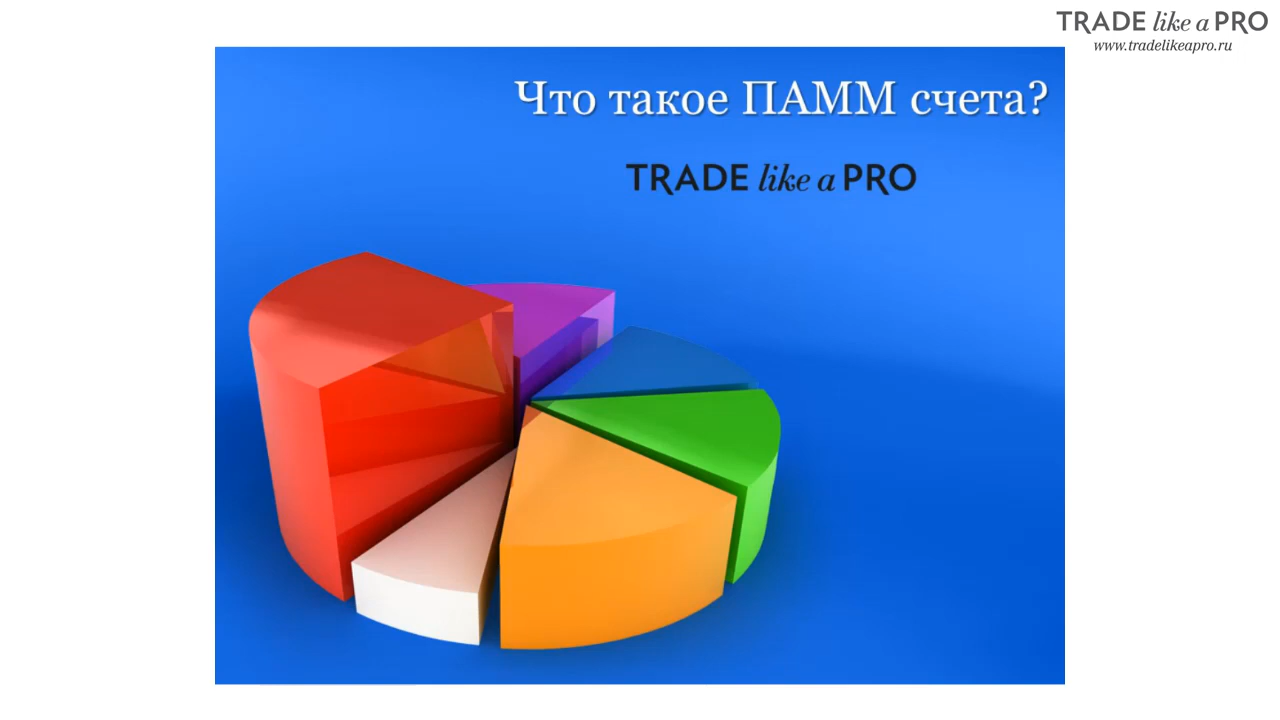 TRADE like a PRO
www.tradelikeapro.ru
Что такое ПАММ счета?
TRADE like a PRO